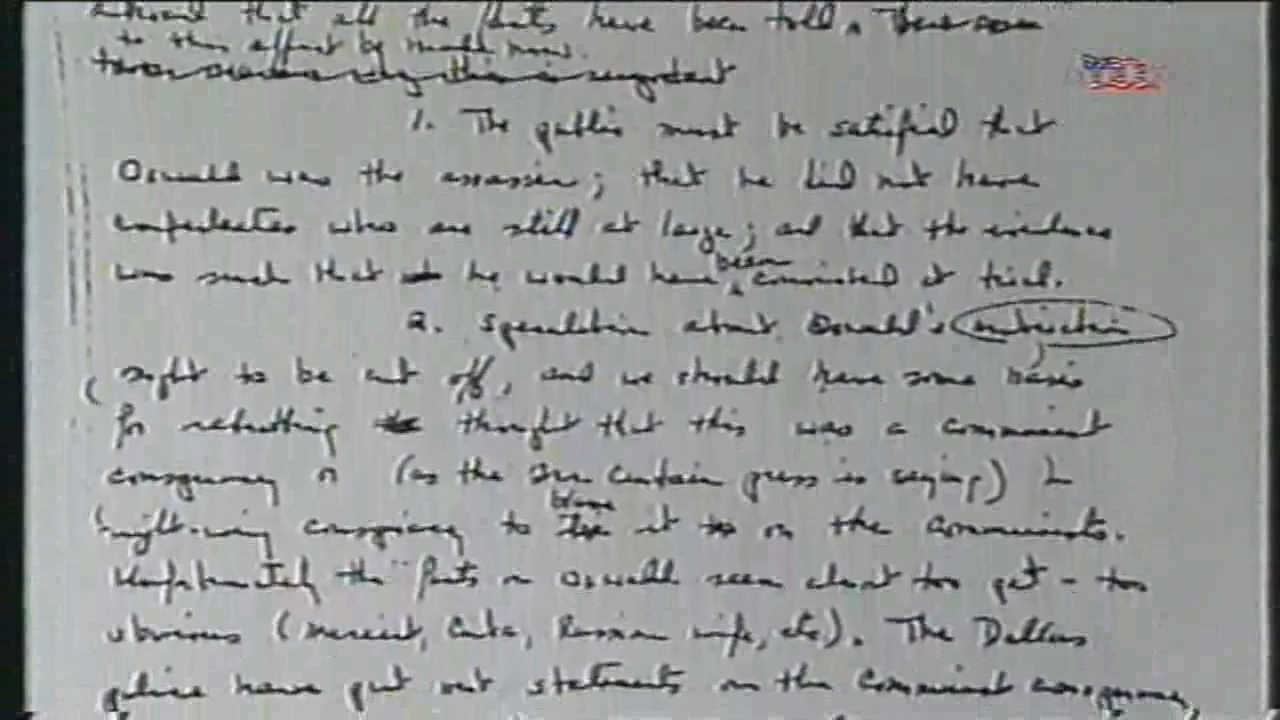 that all the facts have been told
to this effect by
1. The public must be satisfied that
Oswald was the assassin; that he did not have
confederates who are still at large; and that the evidence
was such that he would have been convicted at trial.
2. Speculation about Oswald's motivation
ought to be cut off, and we should have some basis
for rebutting thought that this was a communist
conspiracy or (as the Iron Curtain press is saying) a
right-wing conspiracy to blame it on the Communists.
Unfortunately the facts on Oswald seem about too pat - too
obvious (Marxist, Cuba, Russian wife, etc). The Dallas
police have put out statements on the communist conspiracy,